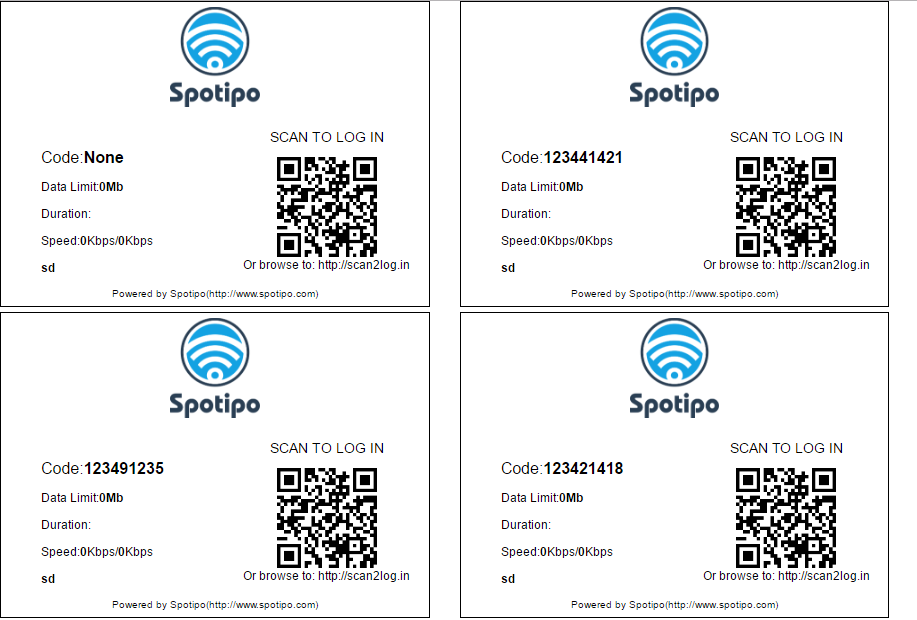 Spotipo
SCAN TO LOG IN
Code:None
Data Limit:0Mb
Duration:
Speed:0Kbps/0Kbps
Or browse to: http://scan2log.in
sd
Powered by Spotipo(http://www.spotipo.com)
Spotipo
SCAN TO LOG IN
Code:123441421
Data Limit:0Mb
Duration:
Speed:0Kbps/0Kbps
Or browse to: http://scan2log.in
sd
Powered by Spotipo(http://www.spotipo.com)
Spotipo
SCAN TO LOG IN
Code:123491235
Data Limit:0Mb
Duration:
Speed:0Kbps/0Kbps
Or browse to: http://scan2log.in
sd
Powered by Spotipo(http://www.spotipo.com)
Spotipo
SCAN TO LOG IN
Code:123421418
Data Limit:0Mb
Duration:
Speed:0Kbps/0Kbps
Or browse to: http://scan2log.in
sd
Powered by Spotipo(http://www.spotipo.com)